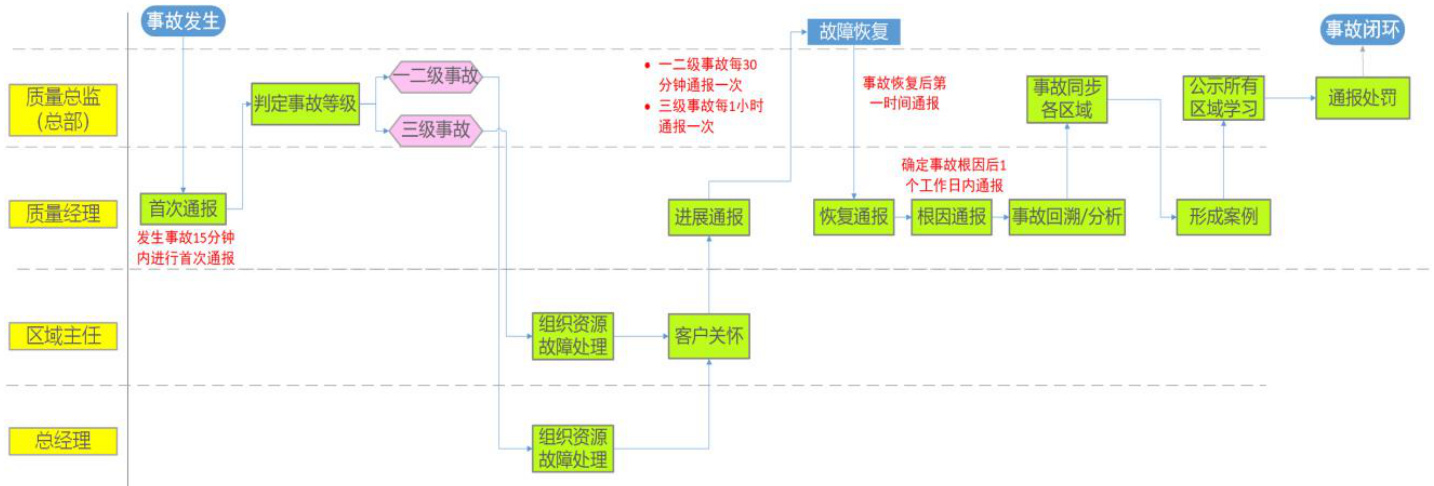 事故发生
故障恢复
事故闭环
质量总监
(总部)
判定事故等级
一二级事故
三级事故
• 一二级事故每30
分钟通报一次
• 三级事故每1小时
通报一次
事故恢复后第
一时间通报
事故同步
各区域
公示所有
区域学习
通报处罚
质量经理
首次通报
发生事故15分钟
内进行首次通报
进展通报
恢复通报
确定事故根因后1
个工作日内通报
根因通报
事故回溯/分析
形成案例
区域主任
组织资源
故障处理
客户关怀
总经理
组织资源
故障处理